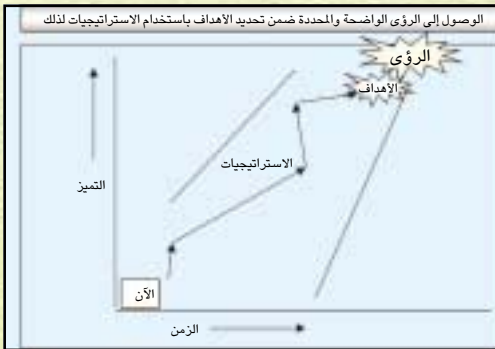 الوصول إلى الرؤى الواضحة والمحددة ضمن تحديد الأهداف باستخدام الاستراتيجيات لذلك
الرؤى
الأهداف
الاستراتيجيات
التميز
الآن
الزمن